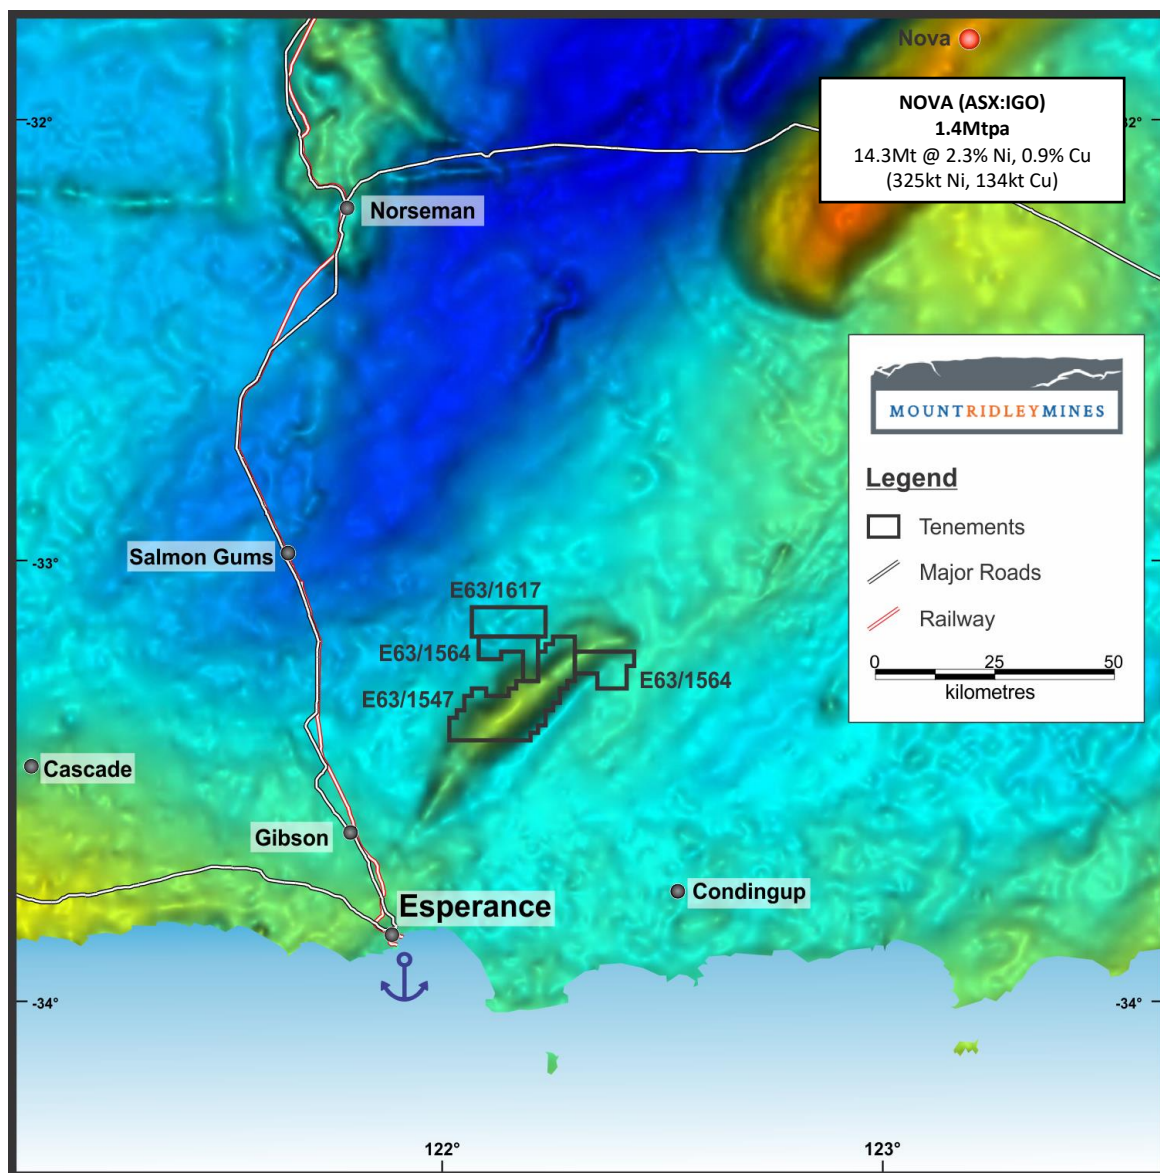 Nova
-32°
32°
NOVA (ASX:IGO)
1.4Mtpa
14.3Mt @ 2.3% Ni, 0.9% Cu
(325kt Ni, 134kt Cu)
Norseman
MOUNTRIDLEYMINES
Legend
Tenements
Major Roads
Railway
0 25 50
kilometres
Salmon Gums
-33°
E63/1617
E63/1564
E63/1564
E63/1547
Cascade
Gibson
Condingup
Esperance
-34°
-34°
122°
123°